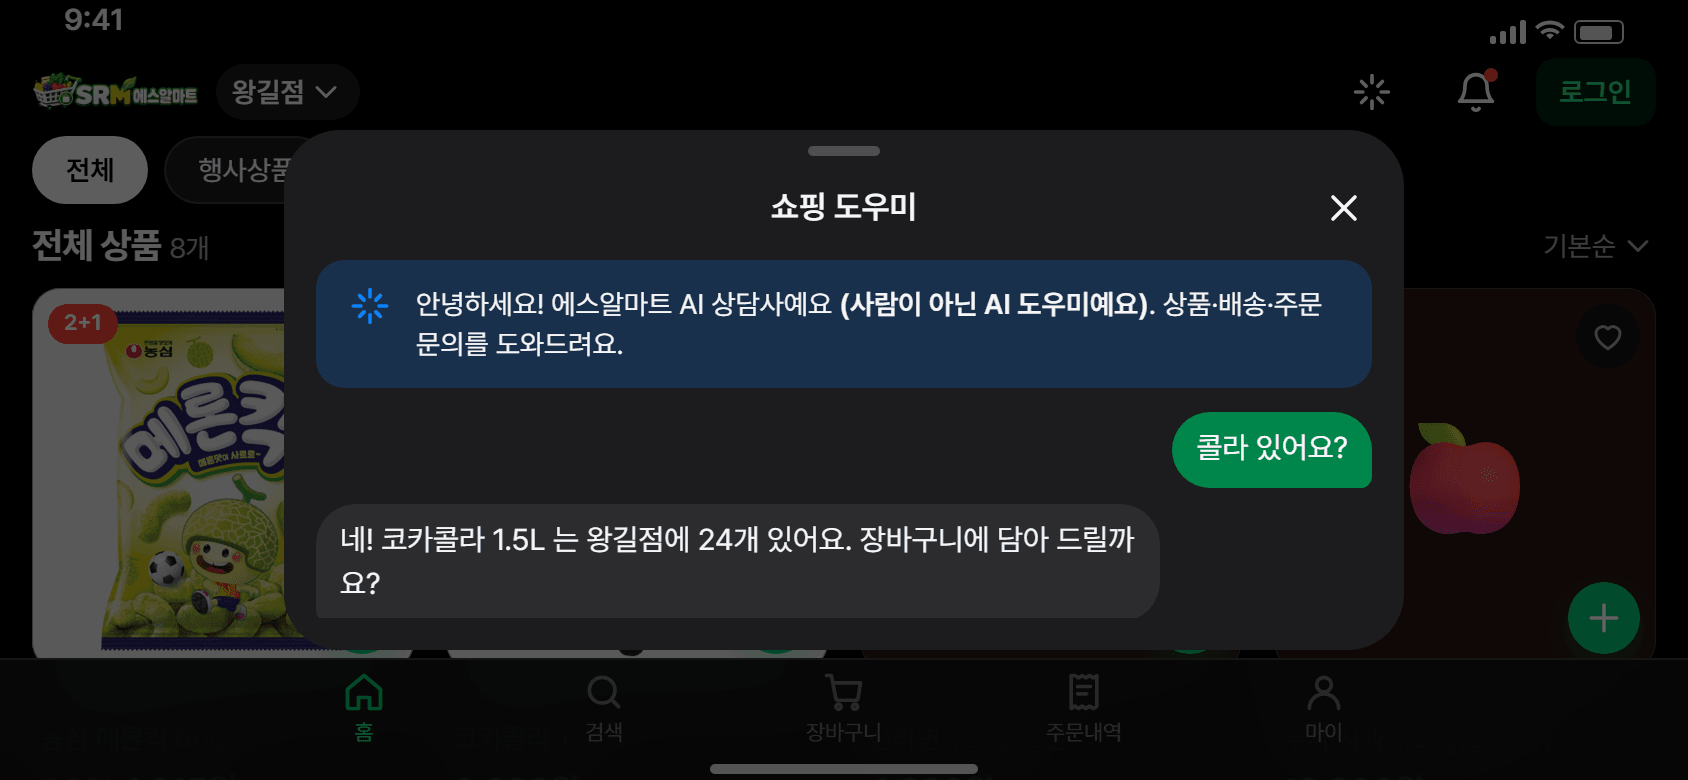 9:41
SRM 에스알마트
왕길점
로그인
전체
행사상품
쇼핑 도우미
전체 상품 8개
기본순
안녕하세요! 에스알마트 AI 상담사예요 (사람이 아닌 AI 도우미예요). 상품·배송·주문
문의를 도와드려요.
2+1
농심
메론킥
콜라 있어요?
네! 코카콜라 1.5L 는 왕길점에 24개 있어요. 장바구니에 담아 드릴까
요?
홈
검색
장바구니
주문내역
마이